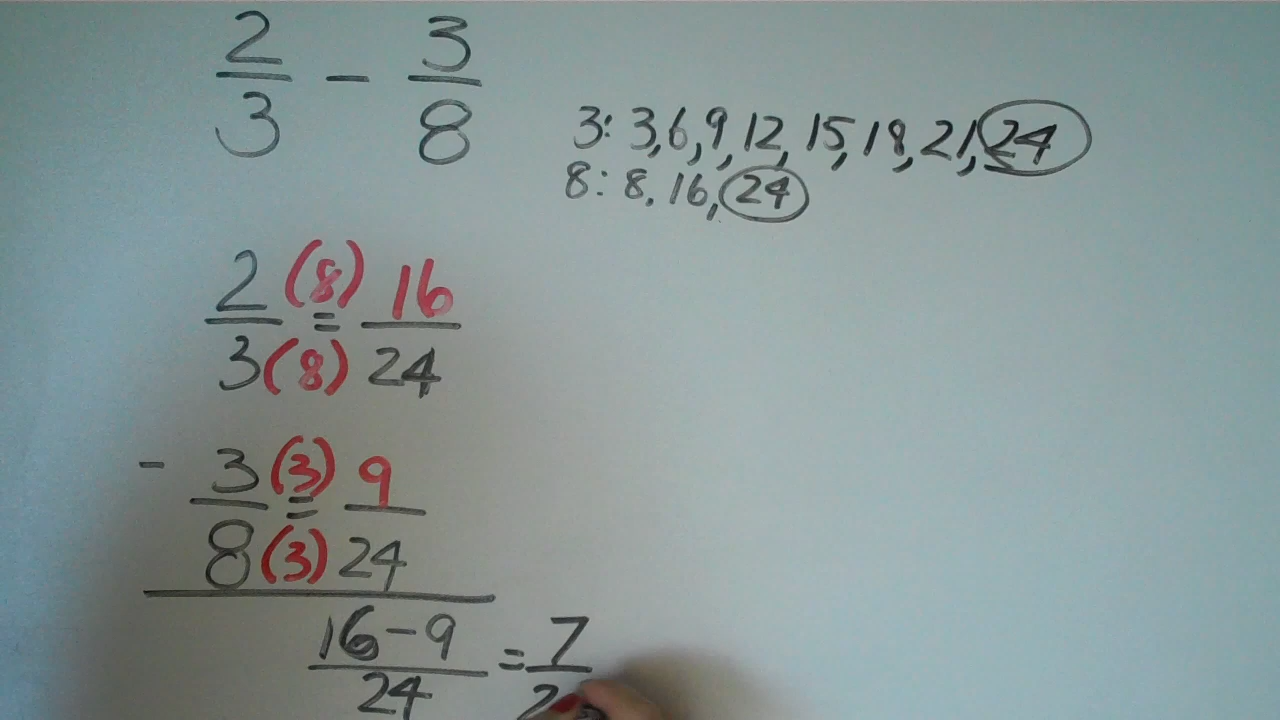 2/3 - 3/8
3: 3,6,9,12,15,18,21,24
8: 8,16,24
2(8)/3(8) = 16/24
- 3(3)/8(3) = 9/24
16-9/24 = 7/2